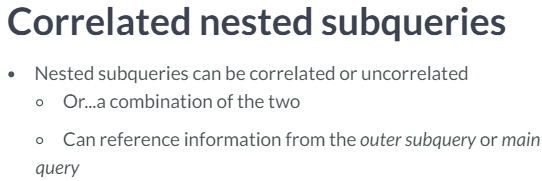 Correlated nested subqueries
• Nested subqueries can be correlated or uncorrelated
○ Or...a combination of the two
○ Can reference information from the outer subquery or main
query